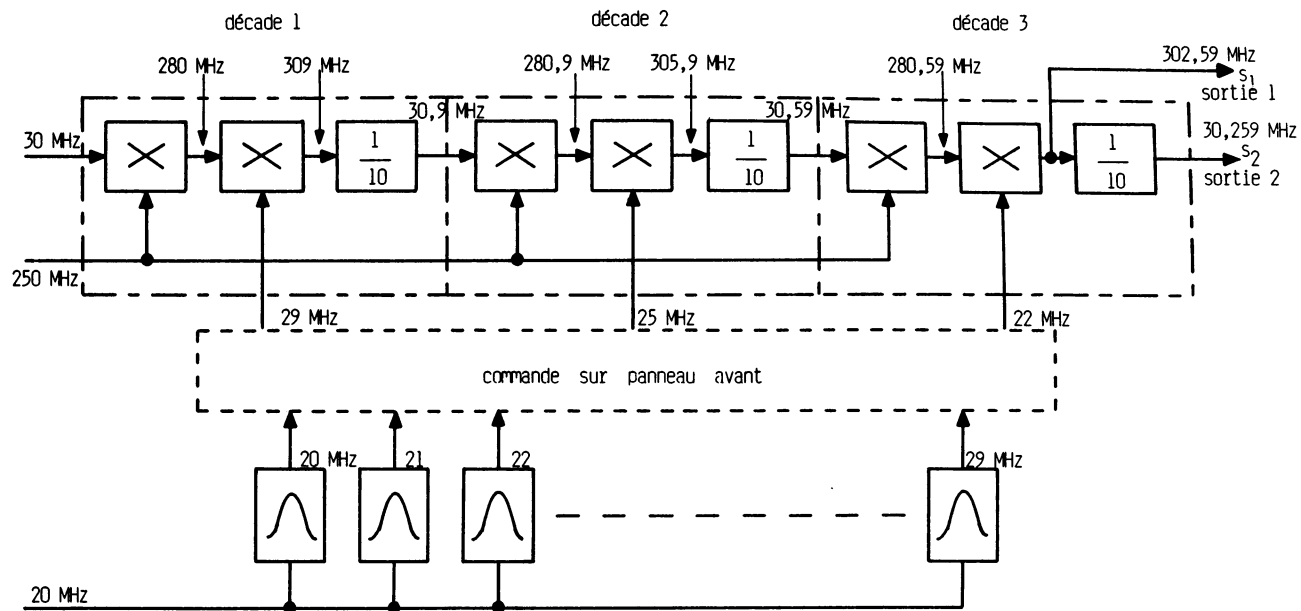 décade 1
décade 2
décade 3
280 MHz
309 MHz
280,9 MHz
305,9 MHz
280,59 MHz
302,59 MHz
S1
sortie 1
30 MHz
1
10
30,9 MHz
1
10
30,59 MHz
1
10
30,259 MHz
S2
sortie 2
250 MHz
29 MHz
25 MHz
22 MHz
commande sur panneau avant
20 MHz
21
22
29 MHz
20 MHz